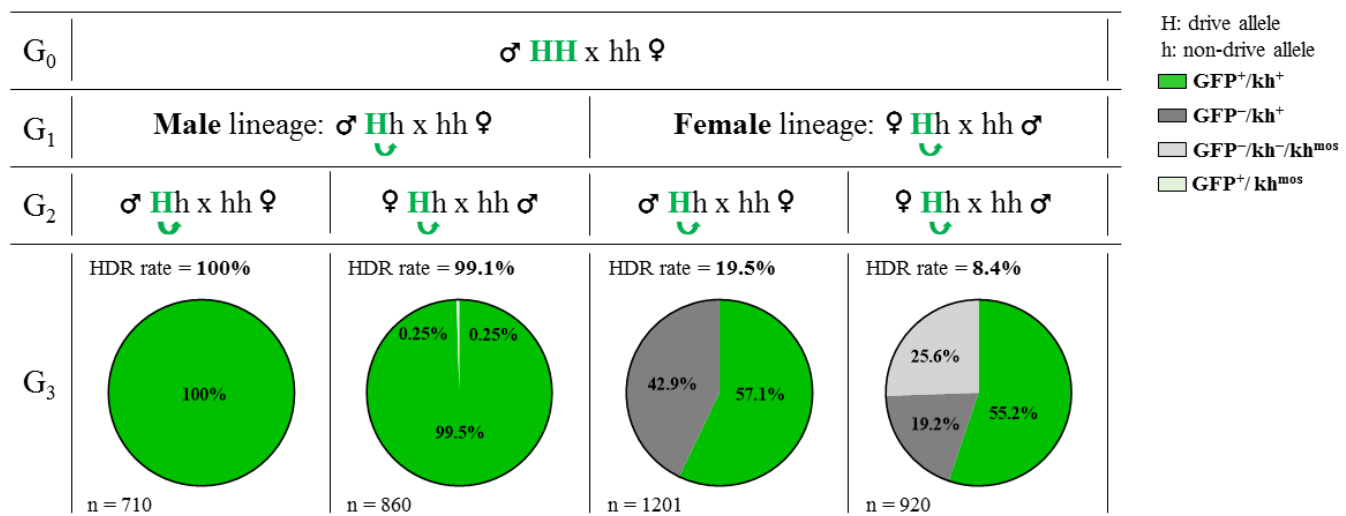 G₀
♂ HH x hh ♀
G₁
Male lineage: ♂ Hh x hh ♀
Female lineage: ♀ Hh x hh ♂
G₂
♂ Hh x hh ♀
♀ Hh x hh ♂
♂ Hh x hh ♀
♀ Hh x hh ♂
G₃
HDR rate = 100%
100%
n = 710
HDR rate = 99.1%
0.25% 0.25%
99.5%
n = 860
HDR rate = 19.5%
42.9% 57.1%
n = 1201
HDR rate = 8.4%
25.6%
19.2% 55.2%
n = 920
H: drive allele
h: non-drive allele
GFP⁺/kh⁺
GFP⁻/kh⁺
GFP⁻/kh⁻/khᵐᵒˢ
GFP⁺/ khᵐᵒˢ